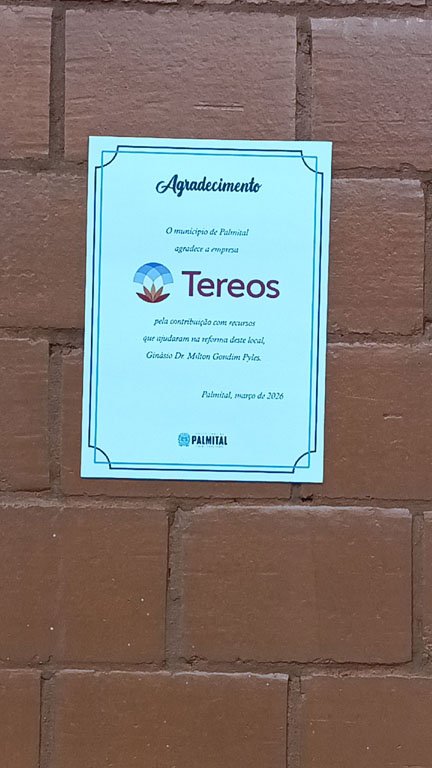 Agradecimento
O município de Palmital
agradece a empresa
Tereos
pela contribuição com recursos
que ajudaram na reforma deste local,
Ginásio Dr. Milton Gondim Pyles.
Palmital, março de 2026
PALMITAL